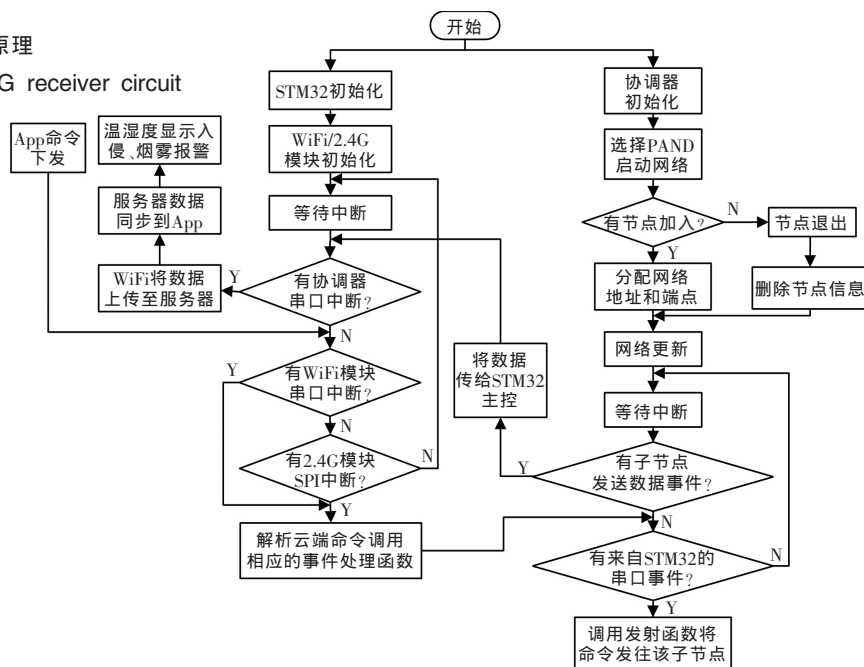 原理
G receiver circuit
开始
STM32初始化
WiFi/2.4G
模块初始化
等待中断
有协调器
串口中断?
Y
N
WiFi将数据
上传至服务器
服务器数据
同步到App
温湿度显示入
侵、烟雾报警
App命令
下发
有WiFi模块
串口中断?
Y
N
有2.4G模块
SPI中断?
N
Y
解析云端命令调用
相应的事件处理函数
协调器
初始化
选择PAND
启动网络
有节点加入?
N
Y
节点退出
删除节点信息
分配网络
地址和端点
网络更新
等待中断
有子节点
发送数据事件?
Y
N
将数据
传给STM32
主控
有来自STM32的
串口事件?
N
Y
调用发射函数将
命令发往该子节点